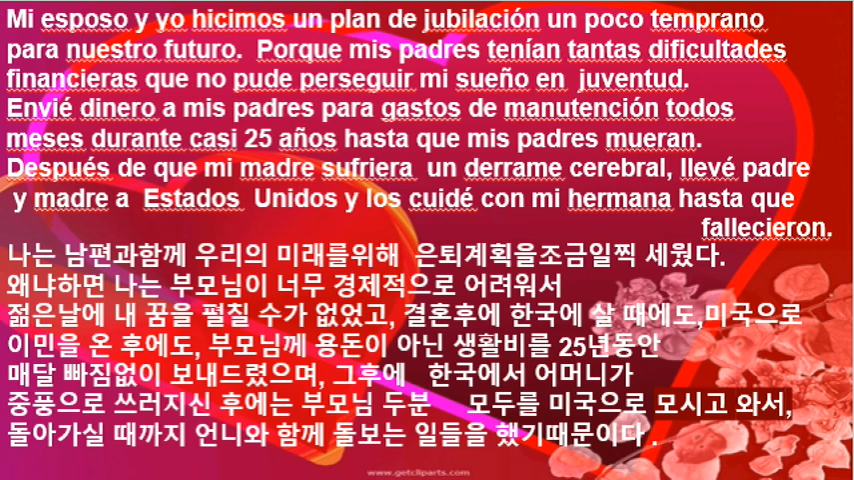 Mi esposo y yo hicimos un plan de jubilación un poco temprano
para nuestro futuro.  Porque mis padres tenían tantas dificultades
financieras que no pude perseguir mi sueño en  juventud.
Envié dinero a mis padres para gastos de manutención todos
meses durante casi 25 años hasta que mis padres mueran.
Después de que mi madre sufriera  un derrame cerebral, llevé padre
y madre a  Estados  Unidos y los cuidé con mi hermana hasta que
fallecieron.
나는 남편과함께 우리의 미래를위해  은퇴계획을조금일찍 세웠다.
왜냐하면 나는 부모님이 너무 경제적으로 어려워서
젊은날에 내 꿈을 펼칠 수가 없었고, 결혼후에 한국에 살 때에도,미국으로
이민을 온 후에도, 부모님께 용돈이 아닌 생활비를 25년동안
매달 빠짐없이 보내드렸으며, 그후에   한국에서 어머니가
중풍으로 쓰러지신 후에는 부모님 두분     모두를 미국으로 모시고 와서,
돌아가실 때까지 언니와 함께 돌보는 일들을 했기때문이다 .
www.getcliparts.com